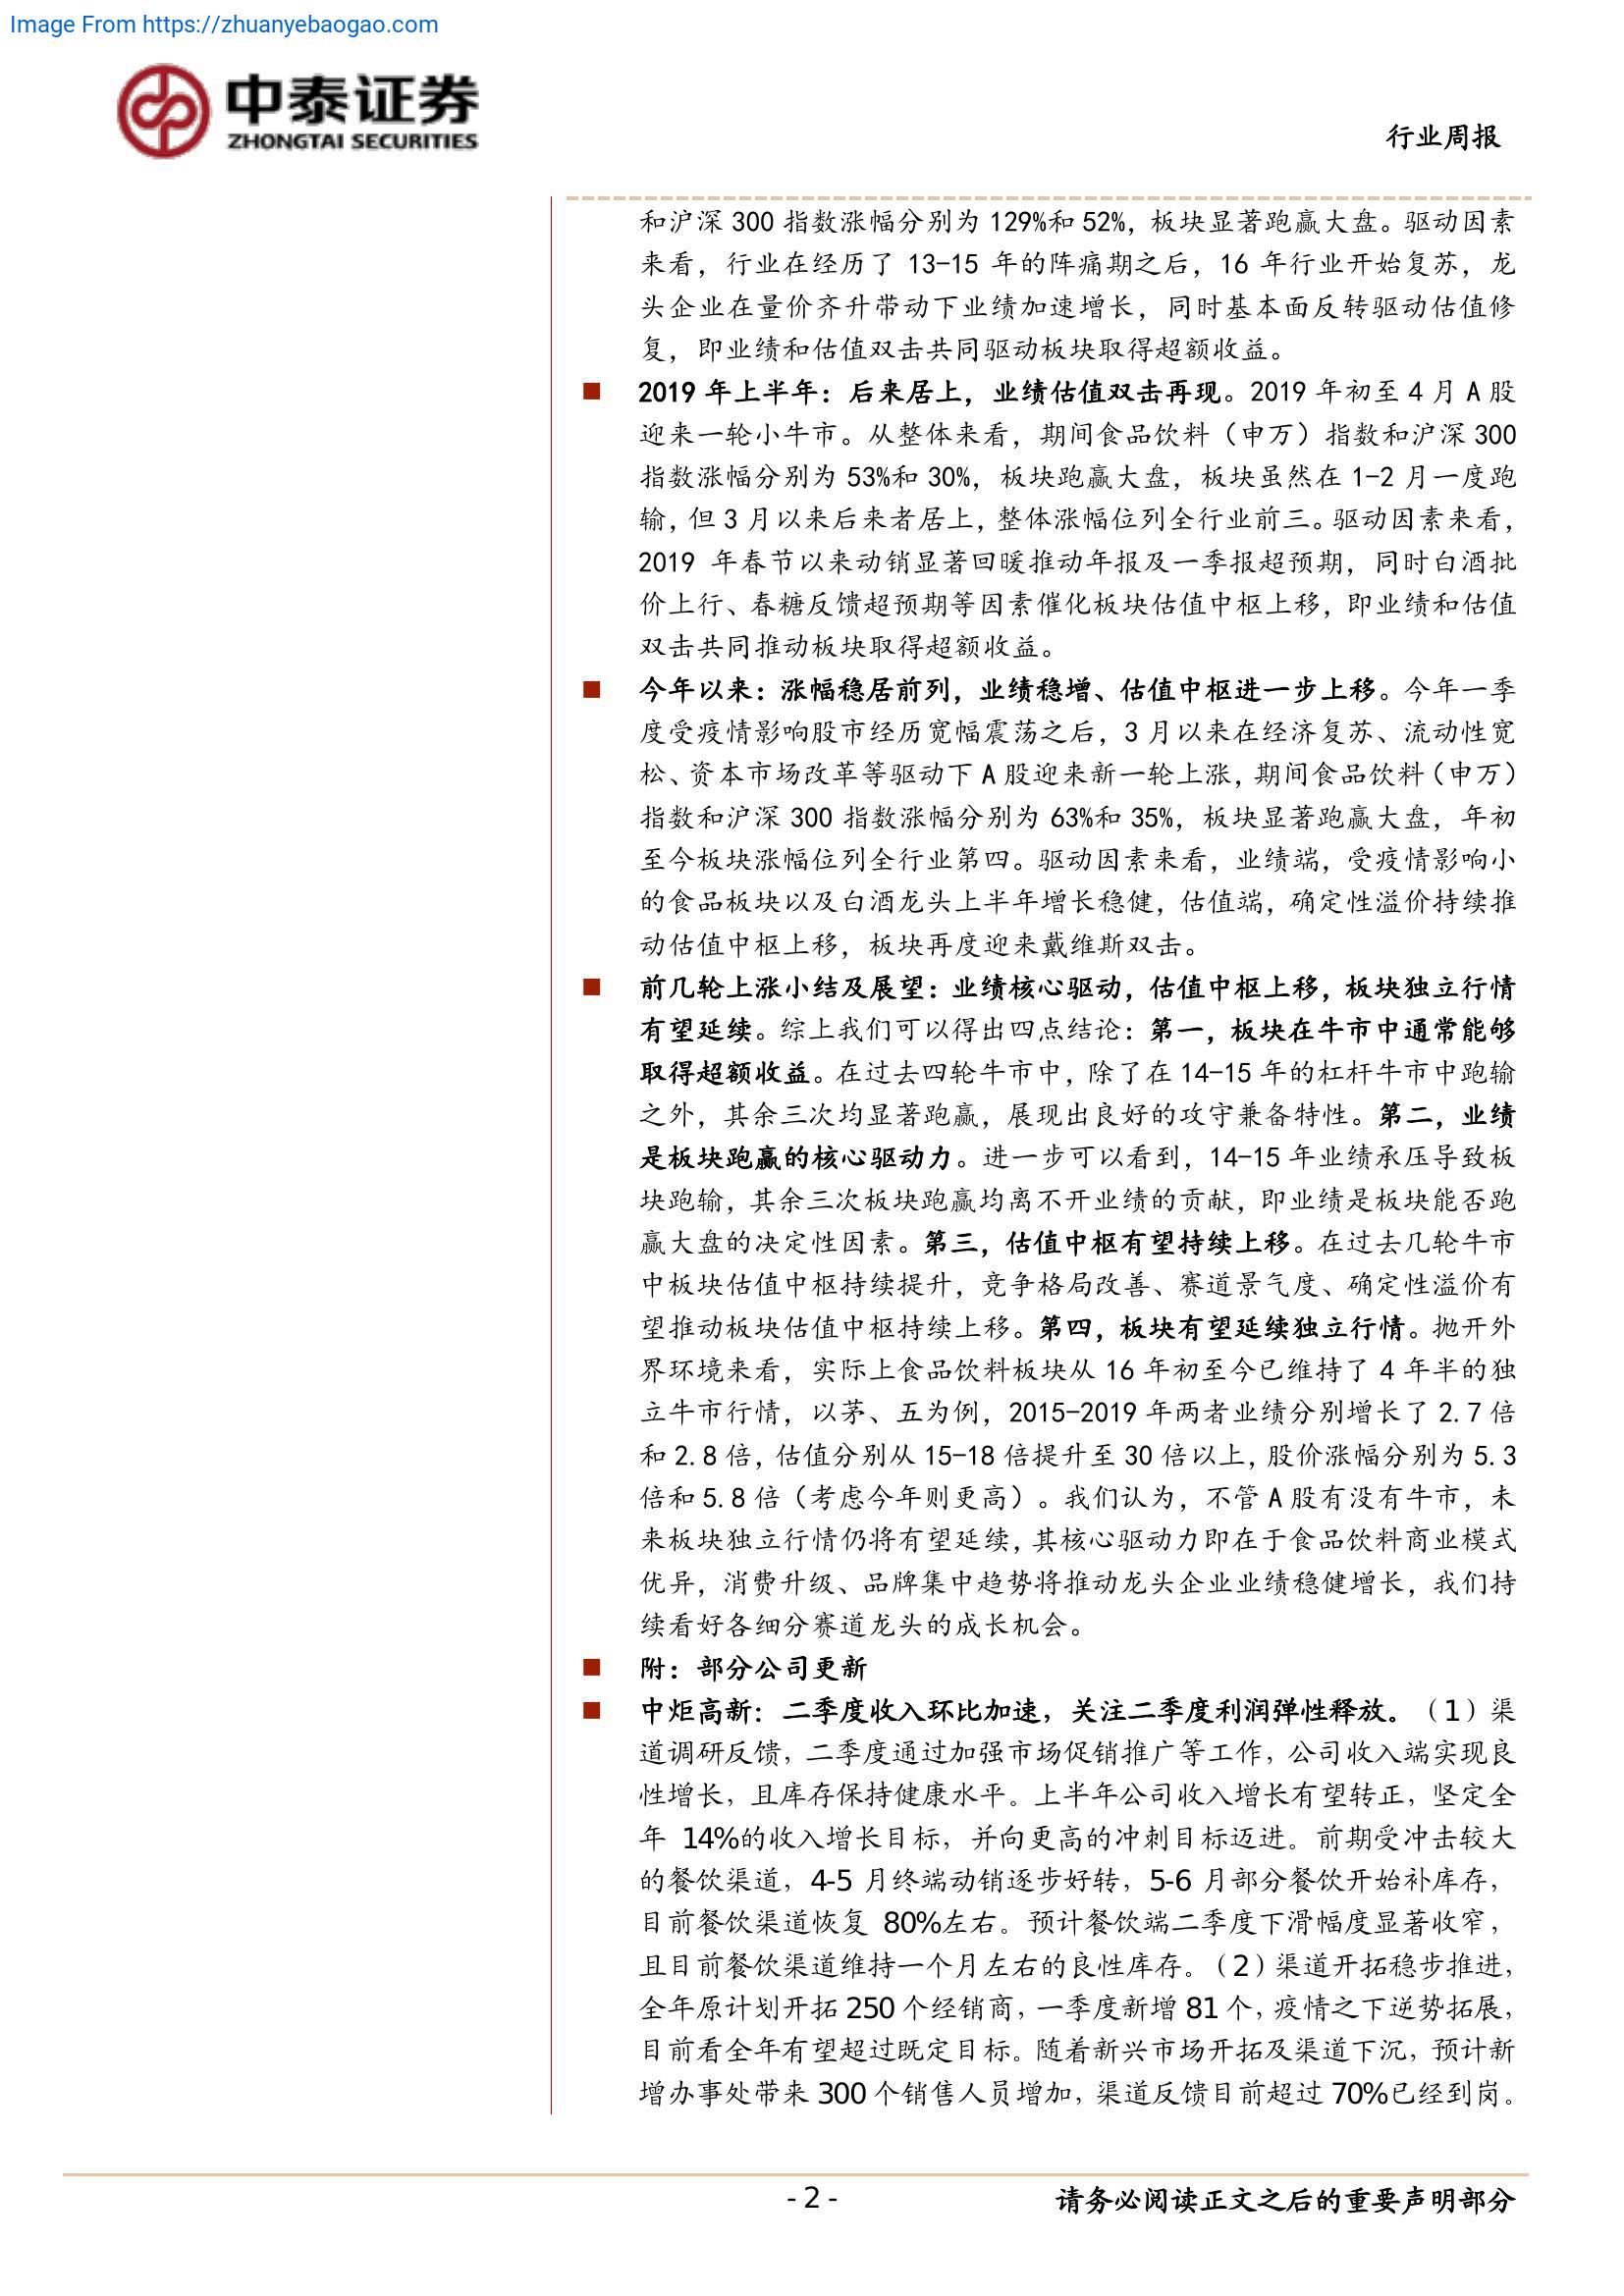 Image From https://zhuanyebaogao.com
中泰证券
ZHONGTAI SECURITIES
行业周报
和沪深 300 指数涨幅分别为 129%和 52%，板块显著跑赢大盘。驱动因素
来看，行业在经历了 13-15 年的阵痛期之后，16 年行业开始复苏，龙
头企业在量价齐升带动下业绩加速增长，同时基本面反转驱动估值修
复，即业绩和估值双击共同驱动板块取得超额收益。
■ 2019 年上半年：后来居上，业绩估值双击再现。2019 年初至 4 月 A 股
迎来一轮小牛市。从整体来看，期间食品饮料（申万）指数和沪深 300
指数涨幅分别为 53%和 30%，板块跑赢大盘，板块虽然在 1-2 月一度跑
输，但 3 月以来后来者居上，整体涨幅位列全行业前三。驱动因素来看，
2019 年春节以来动销显著回暖推动年报及一季报超预期，同时白酒批
价上行、春糖反馈超预期等因素催化板块估值中枢上移，即业绩和估值
双击共同推动板块取得超额收益。
■ 今年以来：涨幅稳居前列，业绩稳增、估值中枢进一步上移。今年一季
度受疫情影响股市经历宽幅震荡之后，3 月以来在经济复苏、流动性宽
松、资本市场改革等驱动下 A 股迎来新一轮上涨，期间食品饮料（申万）
指数和沪深 300 指数涨幅分别为 63%和 35%，板块显著跑赢大盘，年初
至今板块涨幅位列全行业第四。驱动因素来看，业绩端，受疫情影响小
的食品板块以及白酒龙头上半年增长稳健，估值端，确定性溢价持续推
动估值中枢上移，板块再度迎来戴维斯双击。
■ 前几轮上涨小结及展望：业绩核心驱动，估值中枢上移，板块独立行情
有望延续。综上我们可以得出四点结论：第一，板块在牛市中通常能够
取得超额收益。在过去四轮牛市中，除了在 14-15 年的杠杆牛市中跑输
之外，其余三次均显著跑赢，展现出良好的攻守兼备特性。第二，业绩
是板块跑赢的核心驱动力。进一步可以看到，14-15 年业绩承压导致板
块跑输，其余三次板块跑赢均离不开业绩的贡献，即业绩是板块能否跑
赢大盘的决定性因素。第三，估值中枢有望持续上移。在过去几轮牛市
中板块估值中枢持续提升，竞争格局改善、赛道景气度、确定性溢价有
望推动板块估值中枢持续上移。第四，板块有望延续独立行情。抛开外
界环境来看，实际上食品饮料板块从 16 年初至今已维持了 4 年半的独
立牛市行情，以茅、五为例，2015-2019 年两者业绩分别增长了 2.7 倍
和 2.8 倍，估值分别从 15-18 倍提升至 30 倍以上，股价涨幅分别为 5.3
倍和 5.8 倍（考虑今年则更高）。我们认为，不管 A 股有没有牛市，未
来板块独立行情仍将有望延续，其核心驱动力即在于食品饮料商业模式
优异，消费升级、品牌集中趋势将推动龙头企业业绩稳健增长，我们持
续看好各细分赛道龙头的成长机会。
■ 附：部分公司更新
■ 中炬高新：二季度收入环比加速，关注二季度利润弹性释放。（1）渠
道调研反馈，二季度通过加强市场促销推广等工作，公司收入端实现良
性增长，且库存保持健康水平。上半年公司收入增长有望转正，坚定全
年 14%的收入增长目标，并向更高的冲刺目标迈进。前期受冲击较大
的餐饮渠道，4-5 月终端动销逐步好转，5-6 月部分餐饮开始补库存，
目前餐饮渠道恢复 80%左右。预计餐饮端二季度下滑幅度显著收窄，
且目前餐饮渠道维持一个月左右的良性库存。（2）渠道开拓稳步推进，
全年原计划开拓 250 个经销商，一季度新增 81 个，疫情之下逆势拓展，
目前看全年有望超过既定目标。随着新兴市场开拓及渠道下沉，预计新
增办事处带来 300 个销售人员增加，渠道反馈目前超过 70%已经到岗。
- 2 -
请务必阅读正文之后的重要声明部分